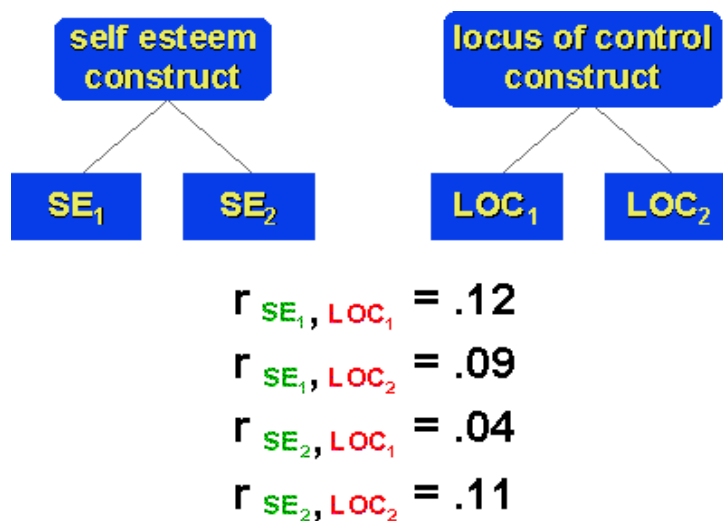 self esteem
construct
locus of control
construct
SE₁
SE₂
LOC₁
LOC₂
r SE₁, LOC₁ = .12
r SE₁, LOC₂ = .09
r SE₂, LOC₁ = .04
r SE₂, LOC₂ = .11